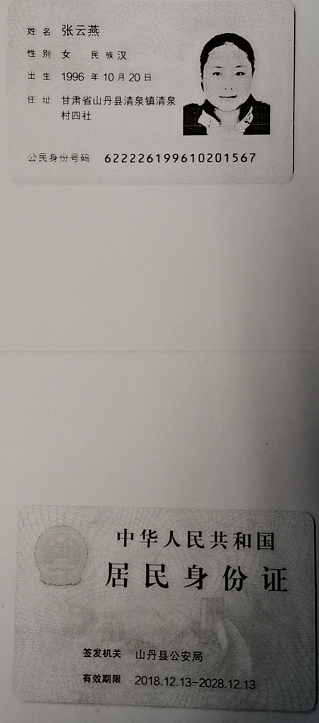 姓名 张云燕
性别 女 民族 汉
出生 1996 年 10 月 20 日
住址 甘肃省山丹县清泉镇清泉
村四社
公民身份号码 622226199610201567
中华人民共和国
居民身份证
签发机关 山丹县公安局
有效期限 2018.12.13-2028.12.13